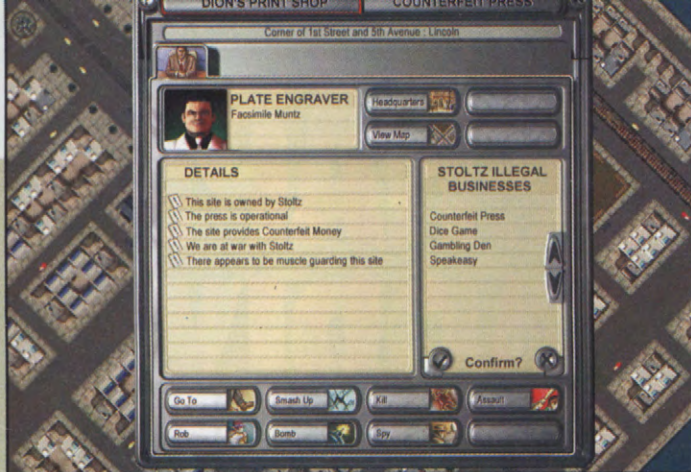 DION'S PRINT SHOP
COUNTERFEIT PRESS
Corner of 1st Street and 5th Avenue : Lincoln
PLATE ENGRAVER
Facsimile Muntz
Headquarters
View Map
DETAILS
This site is owned by Stoltz
The press is operational
The site provides Counterfeit Money
We are at war with Stoltz
There appears to be muscle guarding this site
STOLTZ ILLEGAL
BUSINESSES
Counterfeit Press
Dice Game
Gambling Den
Speakeasy
Confirm?
Go To
Smash Up
Kill
Assault
Rob
Bomb
Spy